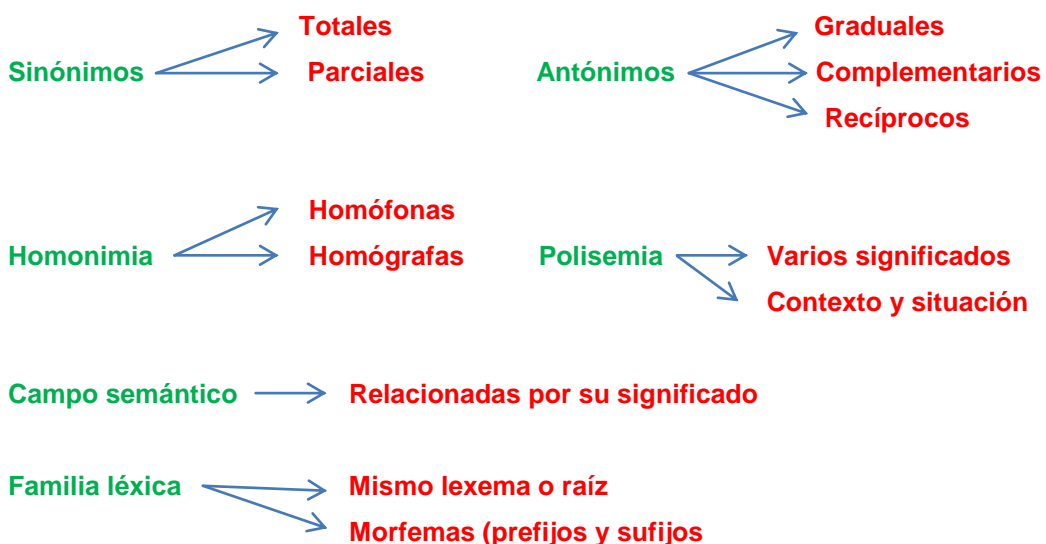 Sinónimos
Totales
Parciales
Antónimos
Graduales
Complementarios
Recíprocos
Homonimia
Homófonas
Homógrafas
Polisemia
Varios significados
Contexto y situación
Campo semántico
Relacionadas por su significado
Familia léxica
Mismo lexema o raíz
Morfemas (prefijos y sufijos